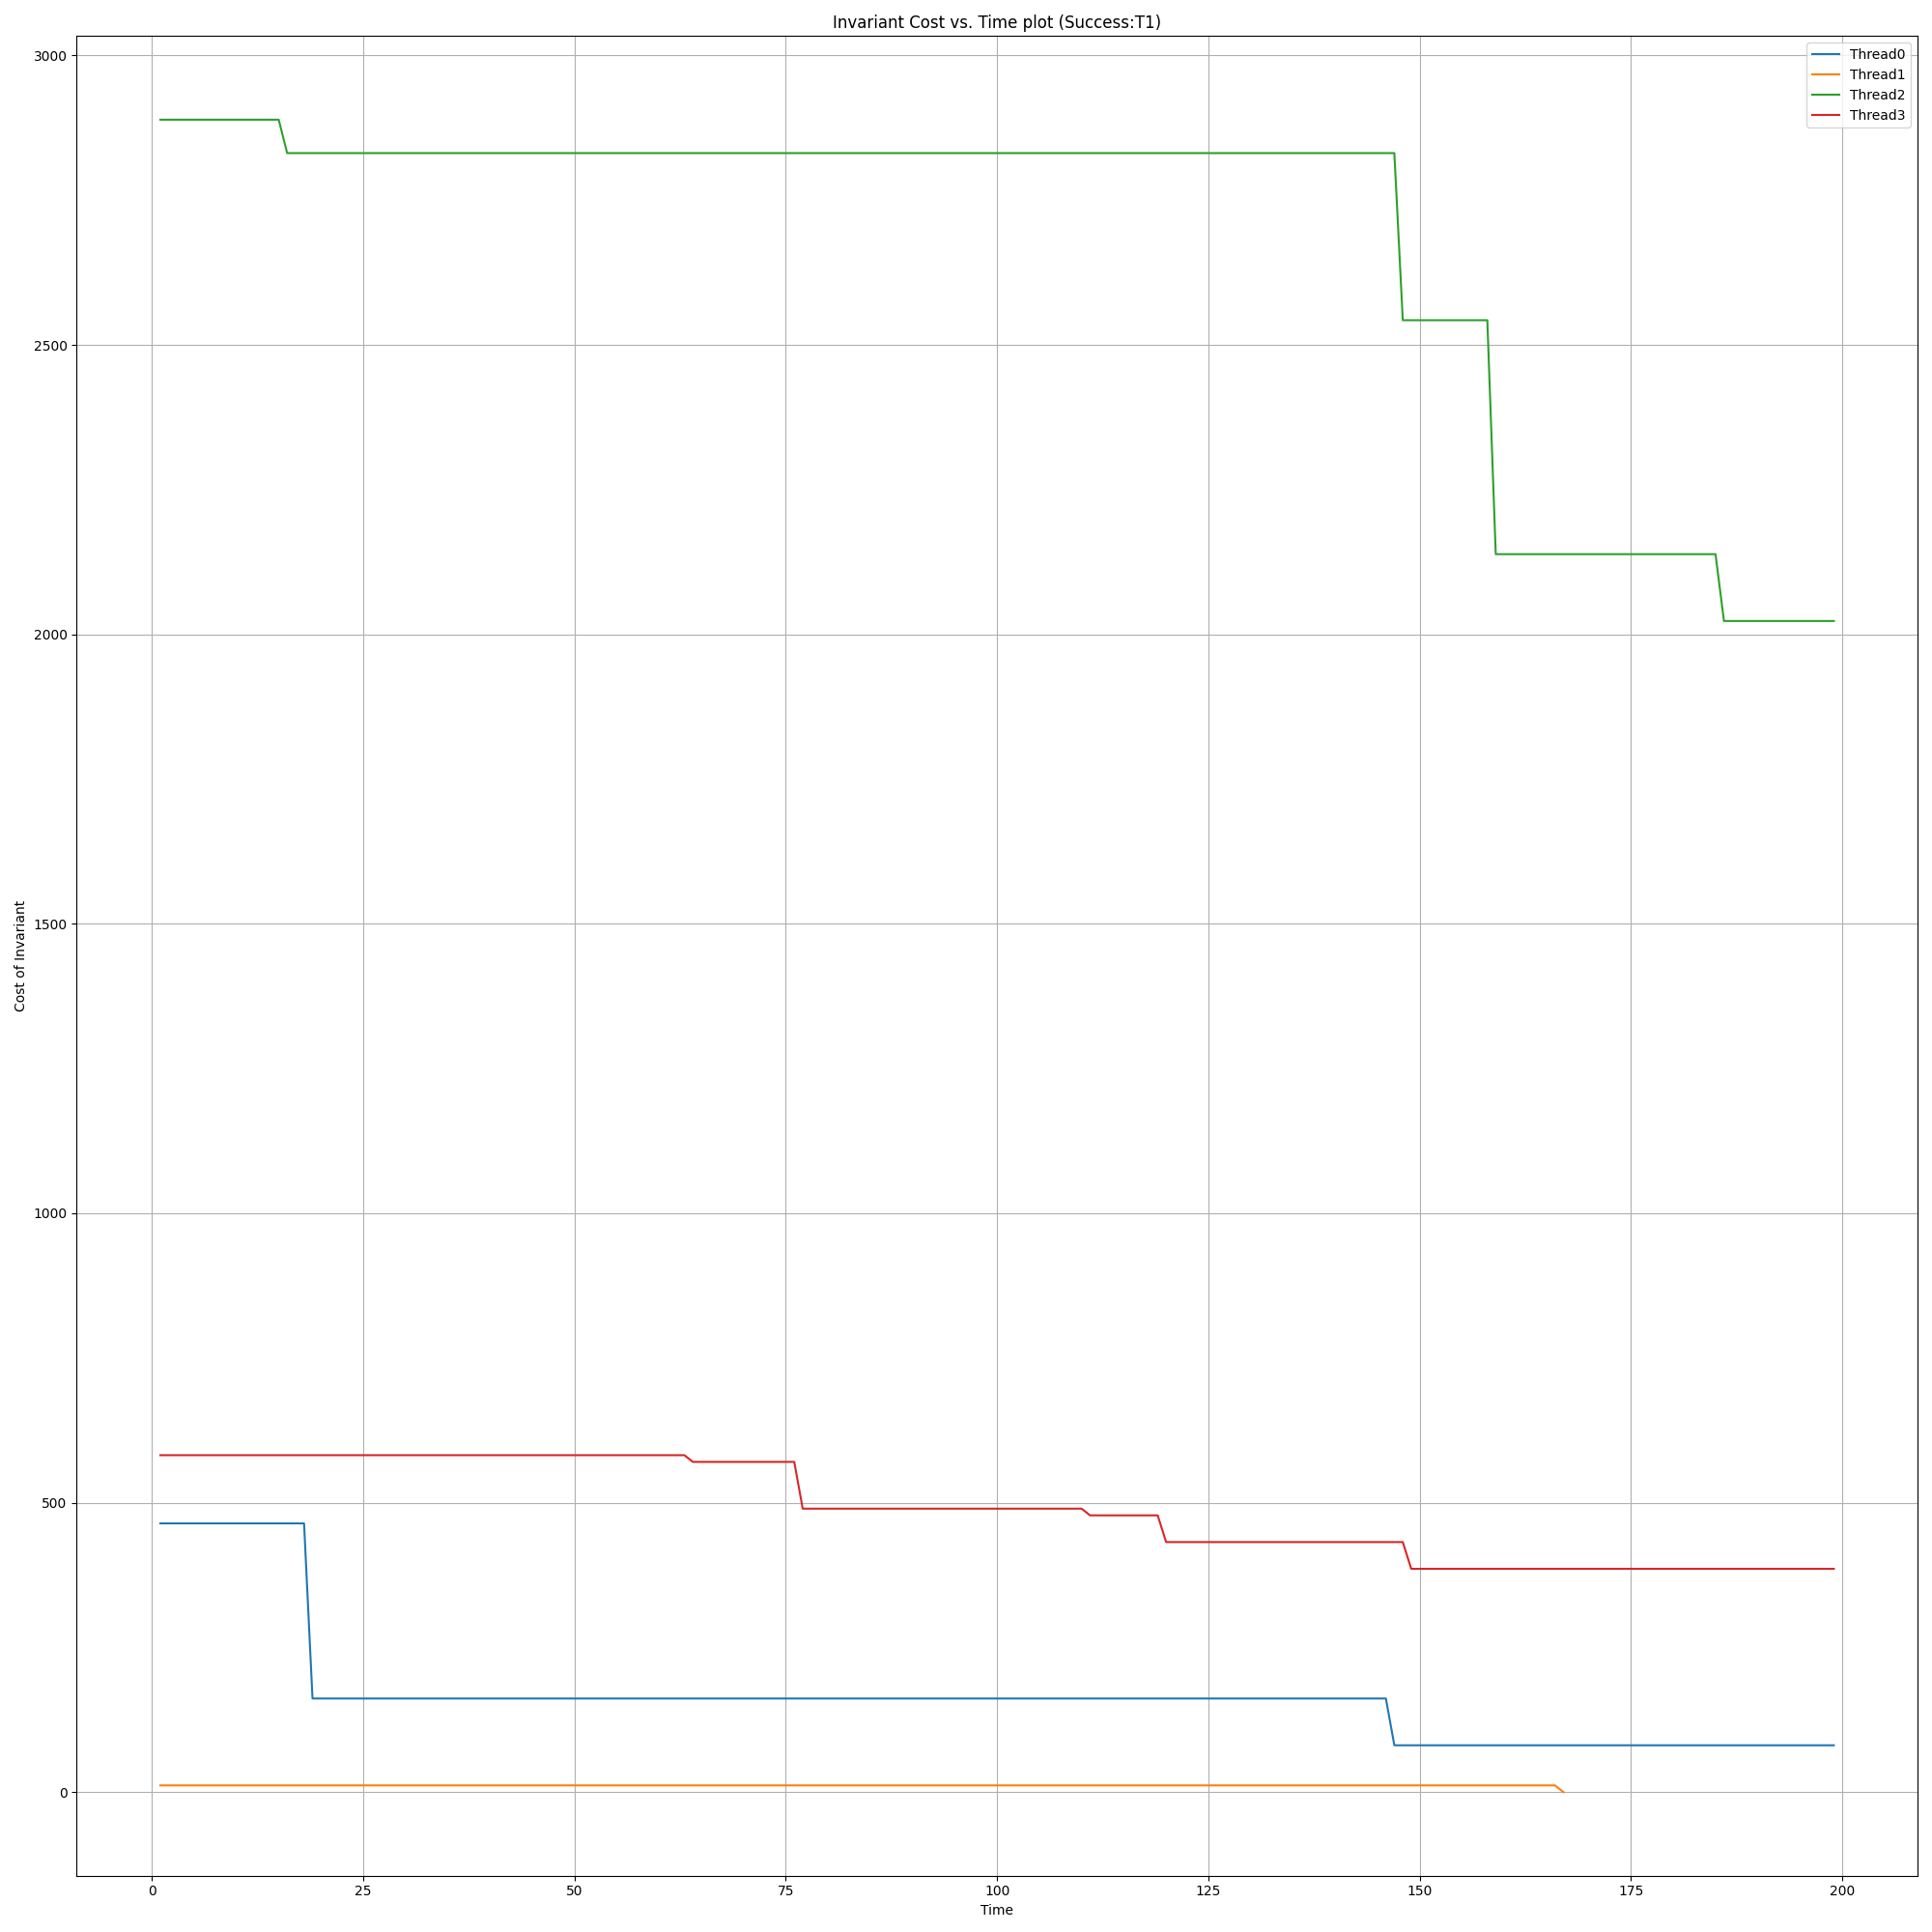 Invariant Cost vs. Time plot (Success:T1)
Thread0
Thread1
Thread2
Thread3
3000
2500
2000
1500
1000
500
0
Cost of Invariant
0 25 50 75 100 125 150 175 200
Time